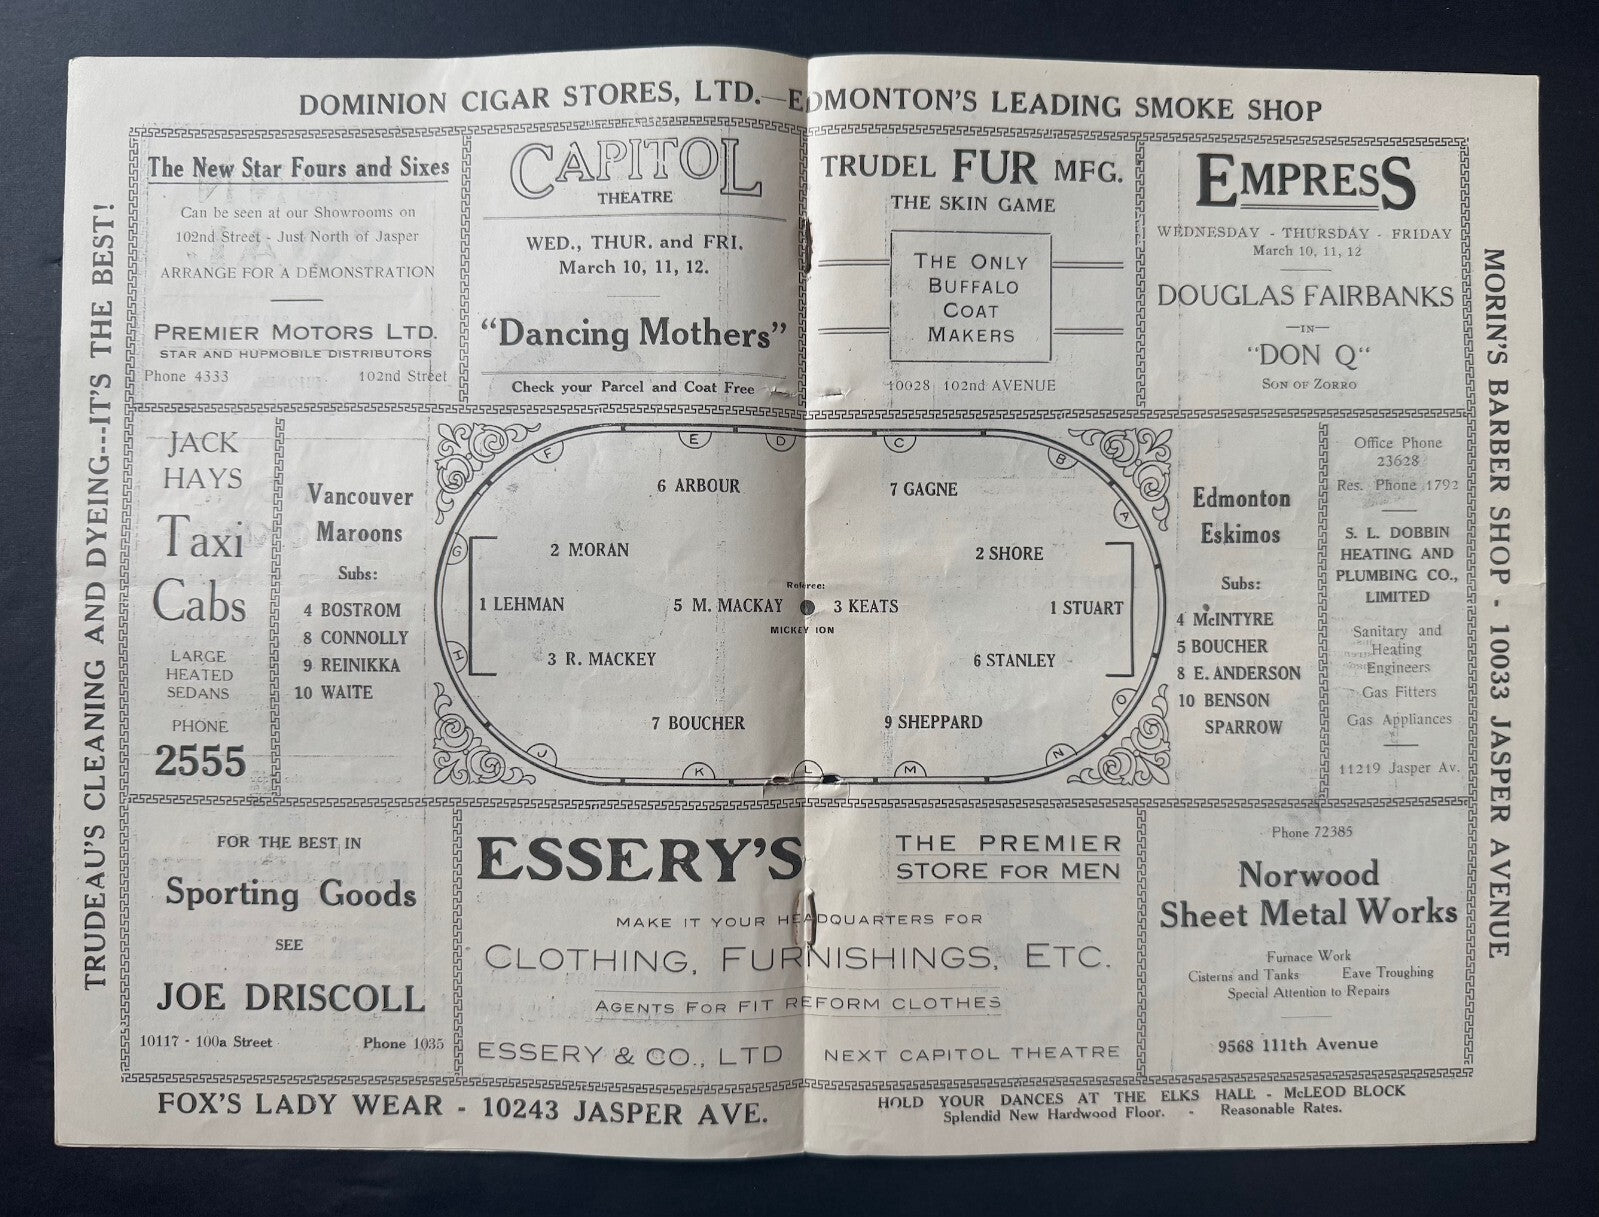 DOMINION CIGAR STORES, LTD.—EDMONTON'S LEADING SMOKE SHOP
TRUDEAU'S CLEANING AND DYEING---IT'S THE BEST!
The New Star Fours and Sixes
Can be seen at our Showrooms on
102nd Street - Just North of Jasper
ARRANGE FOR A DEMONSTRATION
PREMIER MOTORS LTD.
STAR AND HUPMOBILE DISTRIBUTORS
Phone 4333 102nd Street
CAPITOL
THEATRE
WED., THUR. and FRI.
March 10, 11, 12.
"Dancing Mothers"
Check your Parcel and Coat Free
TRUDEL FUR MFG.
THE SKIN GAME
THE ONLY
BUFFALO
COAT
MAKERS
10028 102nd AVENUE
EMPRESS
WEDNESDAY - THURSDAY - FRIDAY
March 10, 11, 12
DOUGLAS FAIRBANKS
—IN—
"DON Q"
SON OF ZORRO
MORIN'S BARBER SHOP - 10033 JASPER AVENUE
JACK
HAYS
Taxi
Cabs
LARGE
HEATED
SEDANS
PHONE
2555
Vancouver
Maroons
Subs:
4 BOSTROM
8 CONNOLLY
9 REINIKKA
10 WAITE
F E D C B
A
G
H
O
J K L M N
6 ARBOUR
7 GAGNE
2 MORAN
2 SHORE
Referee:
1 LEHMAN
5 M. MACKAY
3 KEATS
1 STUART
MICKEY ION
3 R. MACKEY
6 STANLEY
7 BOUCHER
9 SHEPPARD
Edmonton
Eskimos
Subs:
4 McINTYRE
5 BOUCHER
8 E. ANDERSON
10 BENSON
SPARROW
Office Phone
23628
Res. Phone 1792
S. L. DOBBIN
HEATING AND
PLUMBING CO.,
LIMITED
Sanitary and
Heating
Engineers
Gas Fitters
Gas Appliances
11219 Jasper Av.
FOR THE BEST IN
Sporting Goods
SEE
JOE DRISCOLL
10117 - 100a Street Phone 1035
ESSERY'S
THE PREMIER
STORE FOR MEN
MAKE IT YOUR HEADQUARTERS FOR
CLOTHING, FURNISHINGS, ETC.
AGENTS FOR FIT REFORM CLOTHES
ESSERY & CO., LTD NEXT CAPITOL THEATRE
Phone 72385
Norwood
Sheet Metal Works
Furnace Work
Cisterns and Tanks Eave Troughing
Special Attention to Repairs
9568 111th Avenue
FOX'S LADY WEAR - 10243 JASPER AVE.
HOLD YOUR DANCES AT THE ELKS HALL - McLEOD BLOCK
Splendid New Hardwood Floor. - Reasonable Rates.